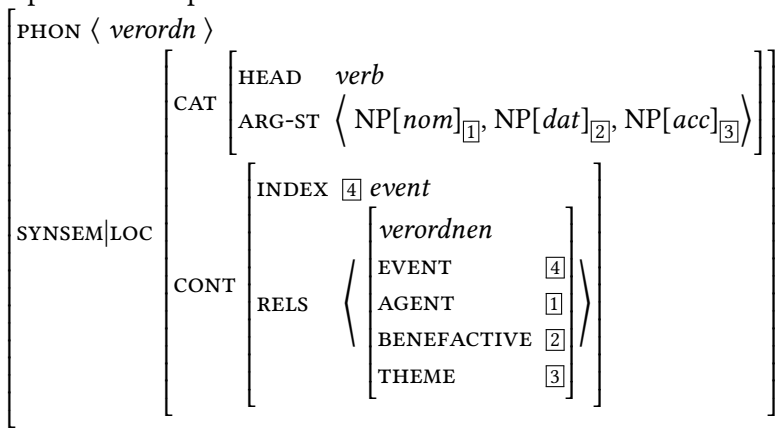 PHON ⟨ verordn ⟩
HEAD verb
CAT
ARG-ST ⟨ NP[nom]1, NP[dat]2, NP[acc]3 ⟩
INDEX 4 event
verordnen
SYNSEM|LOC
EVENT 4
CONT
RELS
AGENT 1
BENEFACTIVE 2
THEME 3